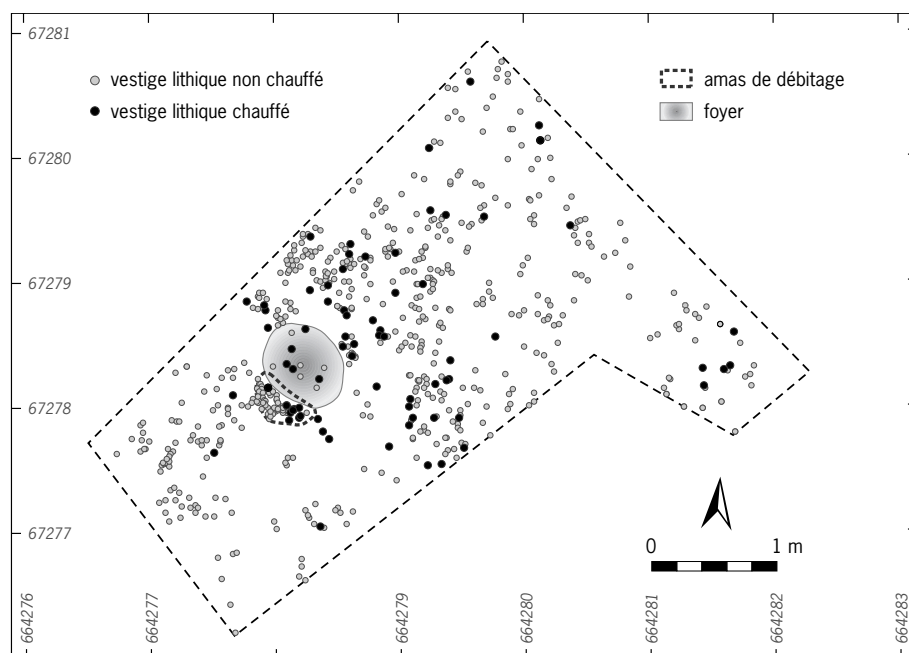 67281
vestige lithique non chauffé
amas de débitage
vestige lithique chauffé
foyer
67280
67279
67278
67277
0 1 m
664276
664277
664278
664279
664280
664281
664282
664283